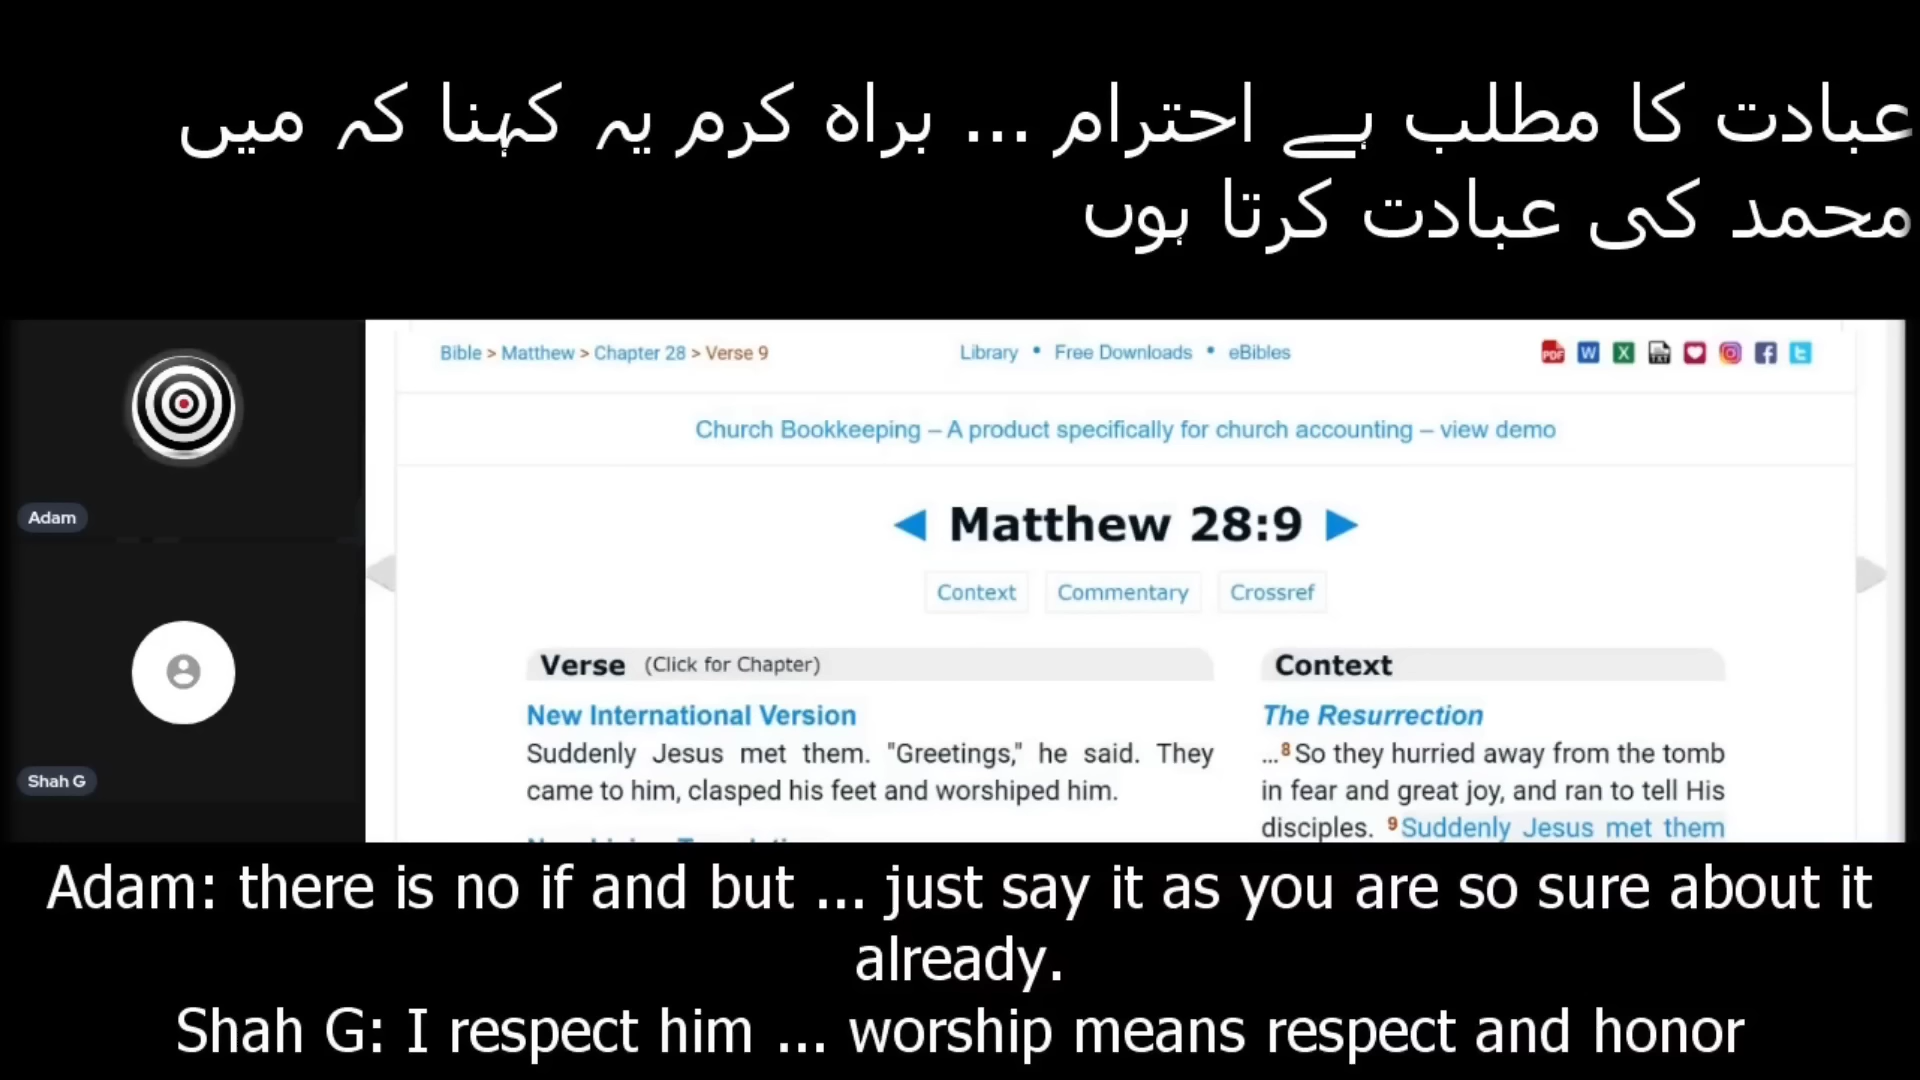 عبادت کا مطلب ہے احترام ... براہ کرم یہ کہنا کہ میں
محمد کی عبادت کرتا ہوں
Bible > Matthew > Chapter 28 > Verse 9
Library • Free Downloads • eBibles
Church Bookkeeping – A product specifically for church accounting – view demo
◄ Matthew 28:9 ►
Context
Commentary
Crossref
Verse (Click for Chapter)
New International Version
Suddenly Jesus met them. "Greetings," he said. They
came to him, clasped his feet and worshiped him.
Context
The Resurrection
…8So they hurried away from the tomb
in fear and great joy, and ran to tell His
disciples. 9Suddenly Jesus met them
Adam
Shah G
Adam: there is no if and but ... just say it as you are so sure about it
already.
Shah G: I respect him ... worship means respect and honor